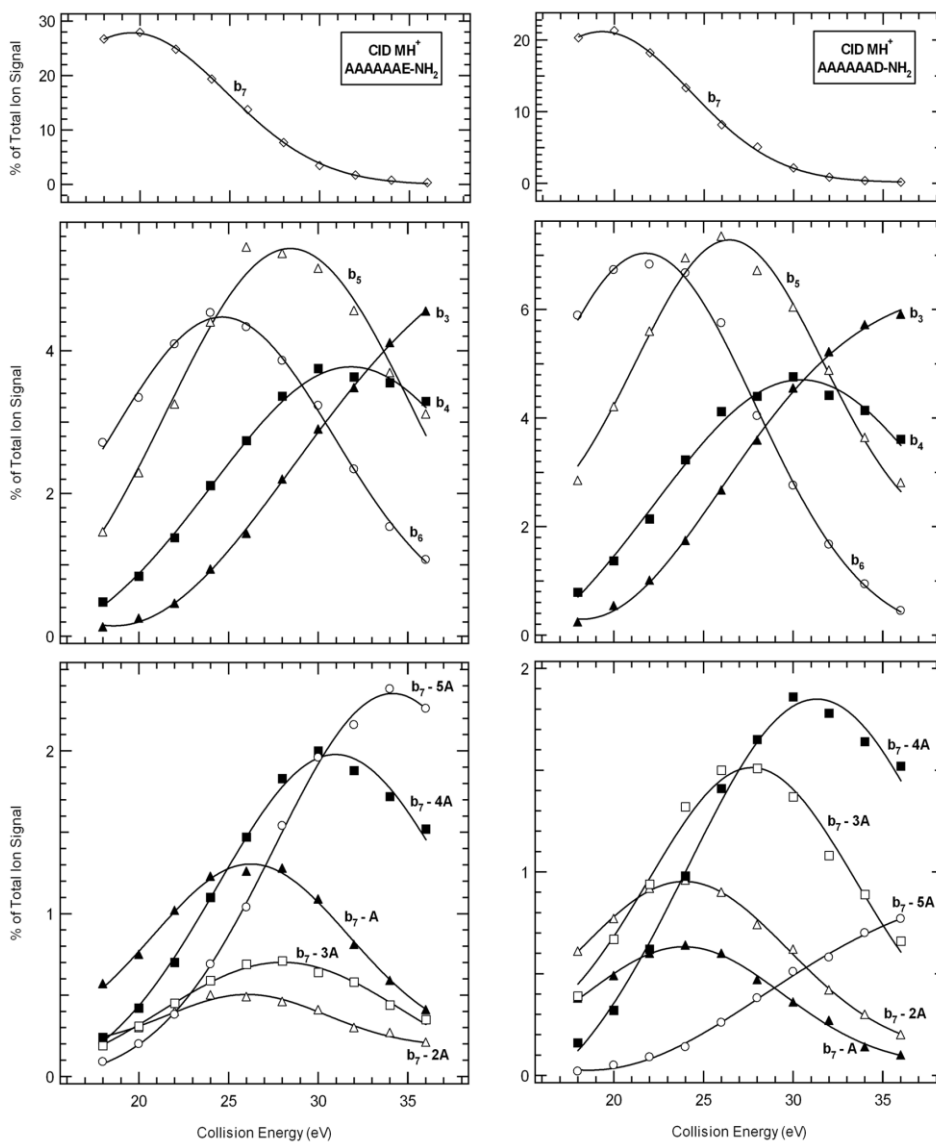 % of Total Ion Signal
30
20
10
0
b₇
CID MH⁺
AAAAAAE-NH₂
20
10
0
b₇
CID MH⁺
AAAAAAD-NH₂
% of Total Ion Signal
4
2
0
b₅
b₃
b₄
b₆
6
4
2
0
b₅
b₃
b₄
b₆
% of Total Ion Signal
2
1
0
b₇ - 5A
b₇ - 4A
b₇ - A
b₇ - 3A
b₇ - 2A
20 25 30 35
Collision Energy (eV)
2
1
0
b₇ - 4A
b₇ - 3A
b₇ - 5A
b₇ - 2A
b₇ - A
20 25 30 35
Collision Energy (eV)